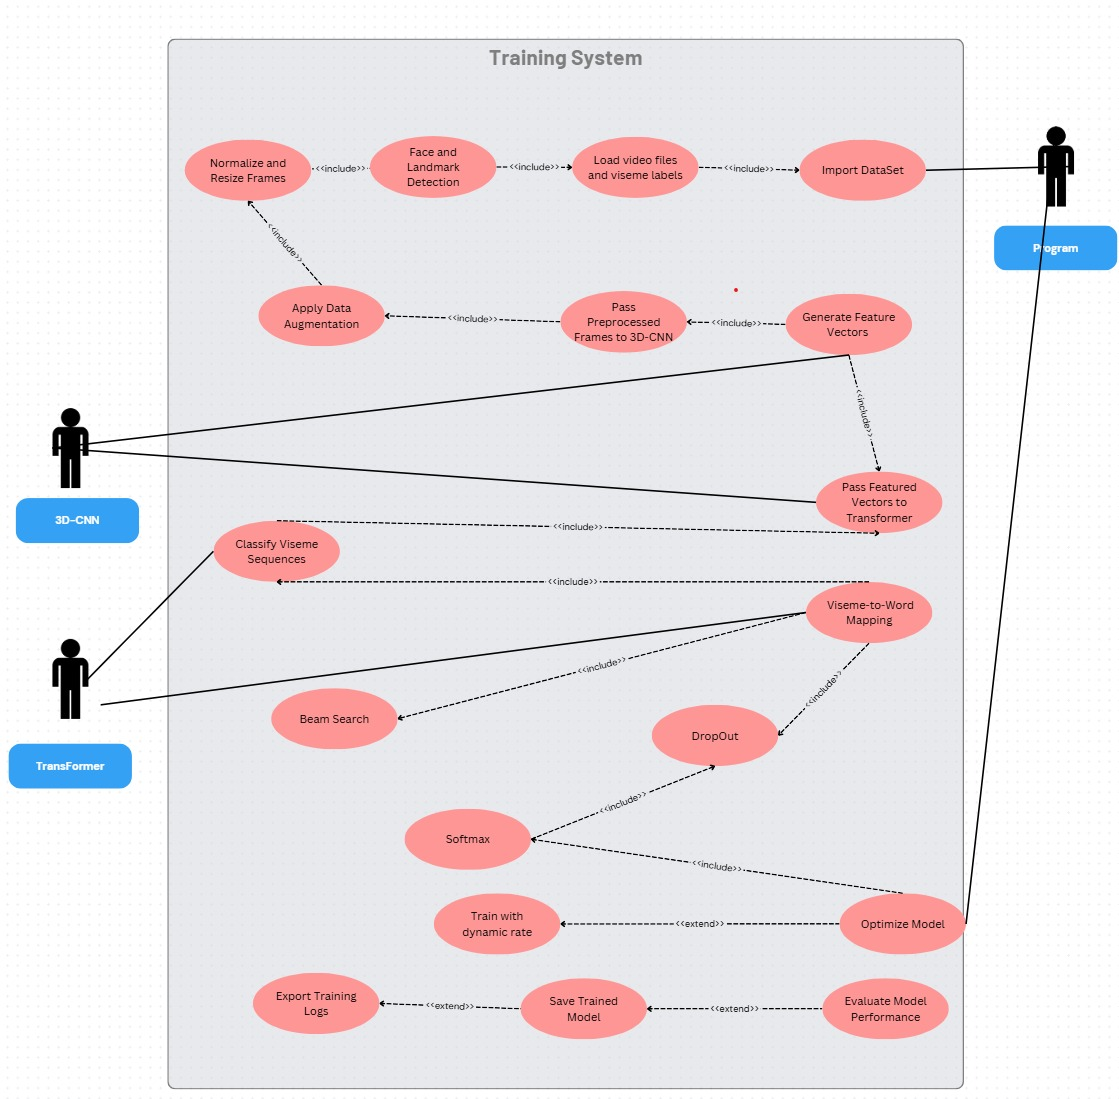 Training System
Normalize and
Resize Frames
<<include>>
Face and
Landmark
Detection
<<include>>
Load video files
and viseme labels
<<include>>
Import DataSet
Program
<<include>>
Apply Data
Augmentation
<<include>>
Pass
Preprocessed
Frames to 3D-CNN
<<include>>
Generate Feature
Vectors
<<include>>
3D-CNN
Pass Featured
Vectors to
Transformer
<<include>>
Classify Viseme
Sequences
<<include>>
Viseme-to-Word
Mapping
<<include>>
<<include>>
Beam Search
DropOut
TransFormer
<<include>>
Softmax
<<include>>
Train with
dynamic rate
<<extend>>
Optimize Model
Export Training
Logs
<<extend>>
Save Trained
Model
<<extend>>
Evaluate Model
Performance